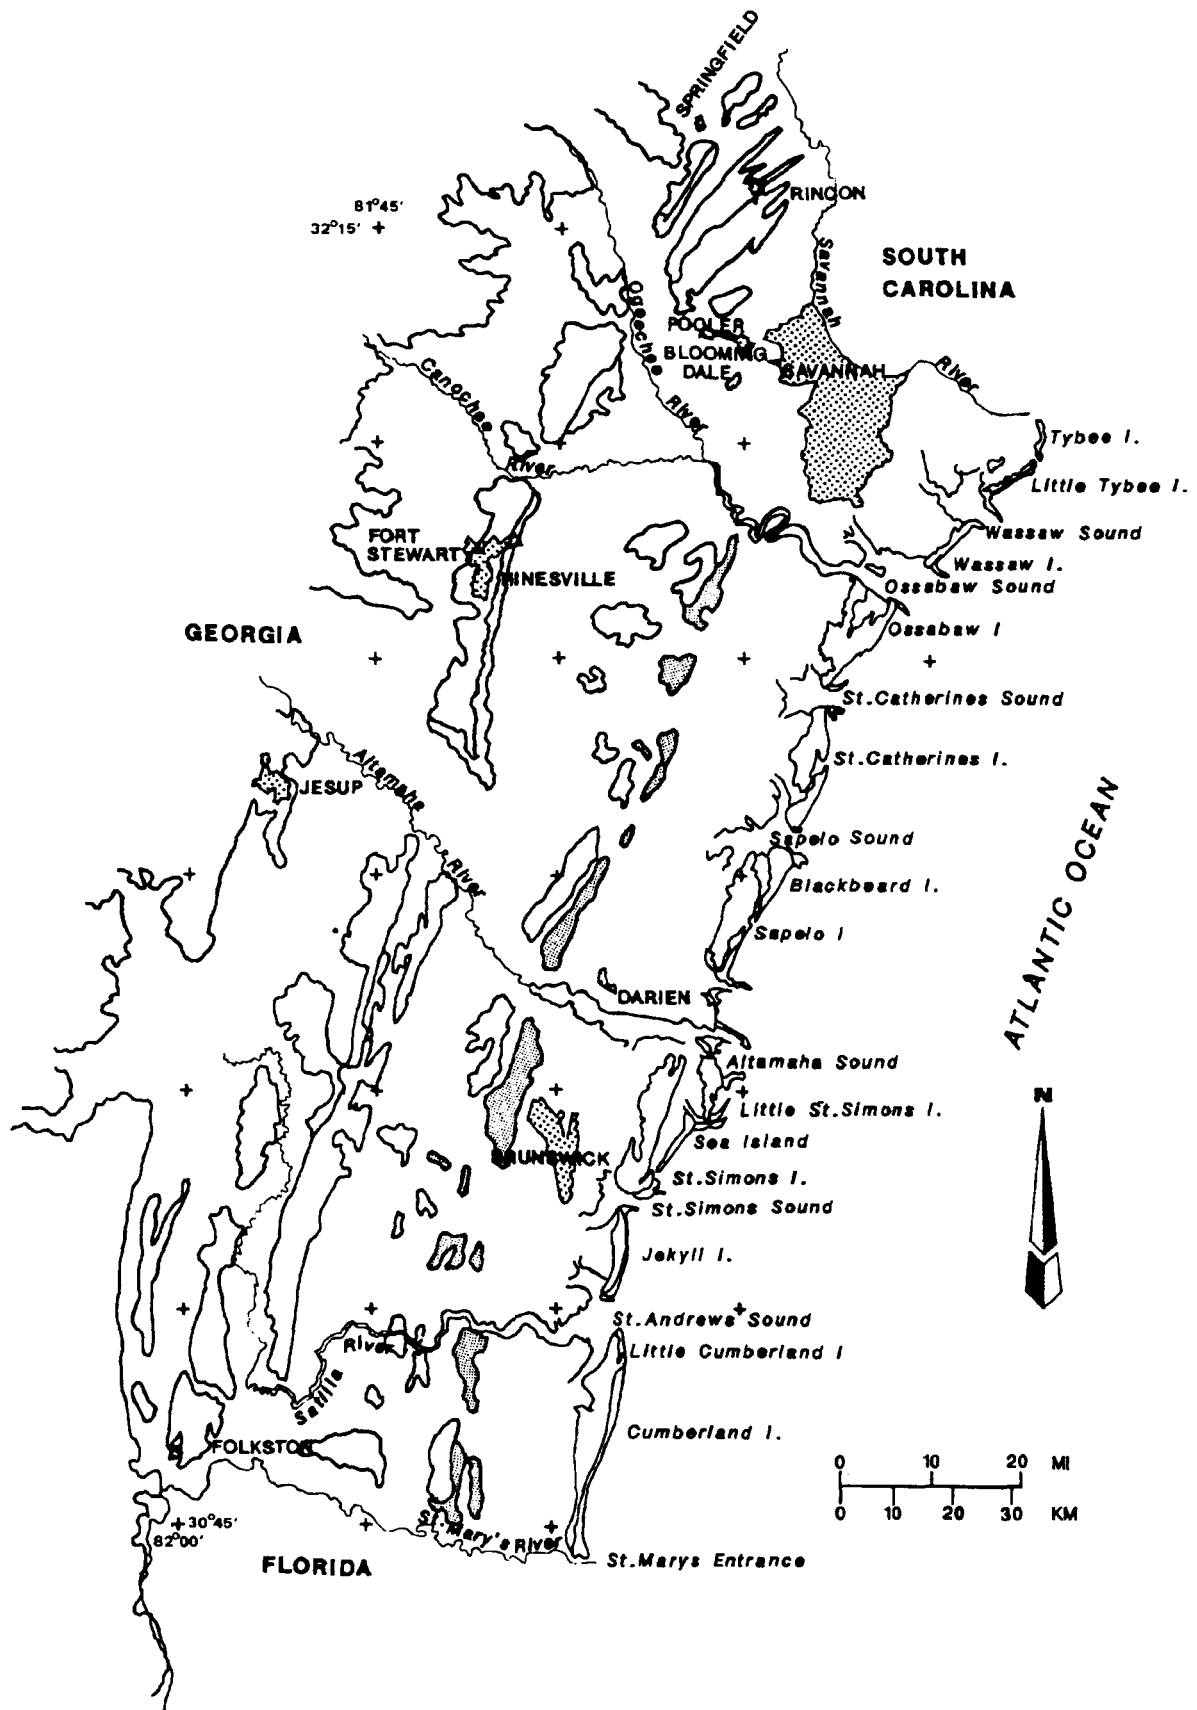 SPRINGFIELD
RINCON
81°45'
32°15'
Savannah
SOUTH
CAROLINA
Ogeechee
POOLER
BLOOMING
DALE
SAVANNAH
River
Canochee
River
River
Tybee I.
Little Tybee I.
Wassaw Sound
FORT
STEWART
Wassaw I.
HINESVILLE
Ossabaw Sound
GEORGIA
Ossabaw I
St.Catherines Sound
Altamaha
St.Catherines I.
JESUP
ATLANTIC OCEAN
Sapelo Sound
River
Blackbeard I.
Sapelo I
DARIEN
Altamaha Sound
N
Little St.Simons I.
Sea Island
BRUNSWICK
St.Simons I.
St.Simons Sound
Jekyll I.
St.Andrews Sound
River
Little Cumberland I
Satilla
Cumberland I.
FOLKSTON
0 10 20 MI
0 10 20 30 KM
30°45'
82°00'
St.Mary's River
FLORIDA
St.Marys Entrance